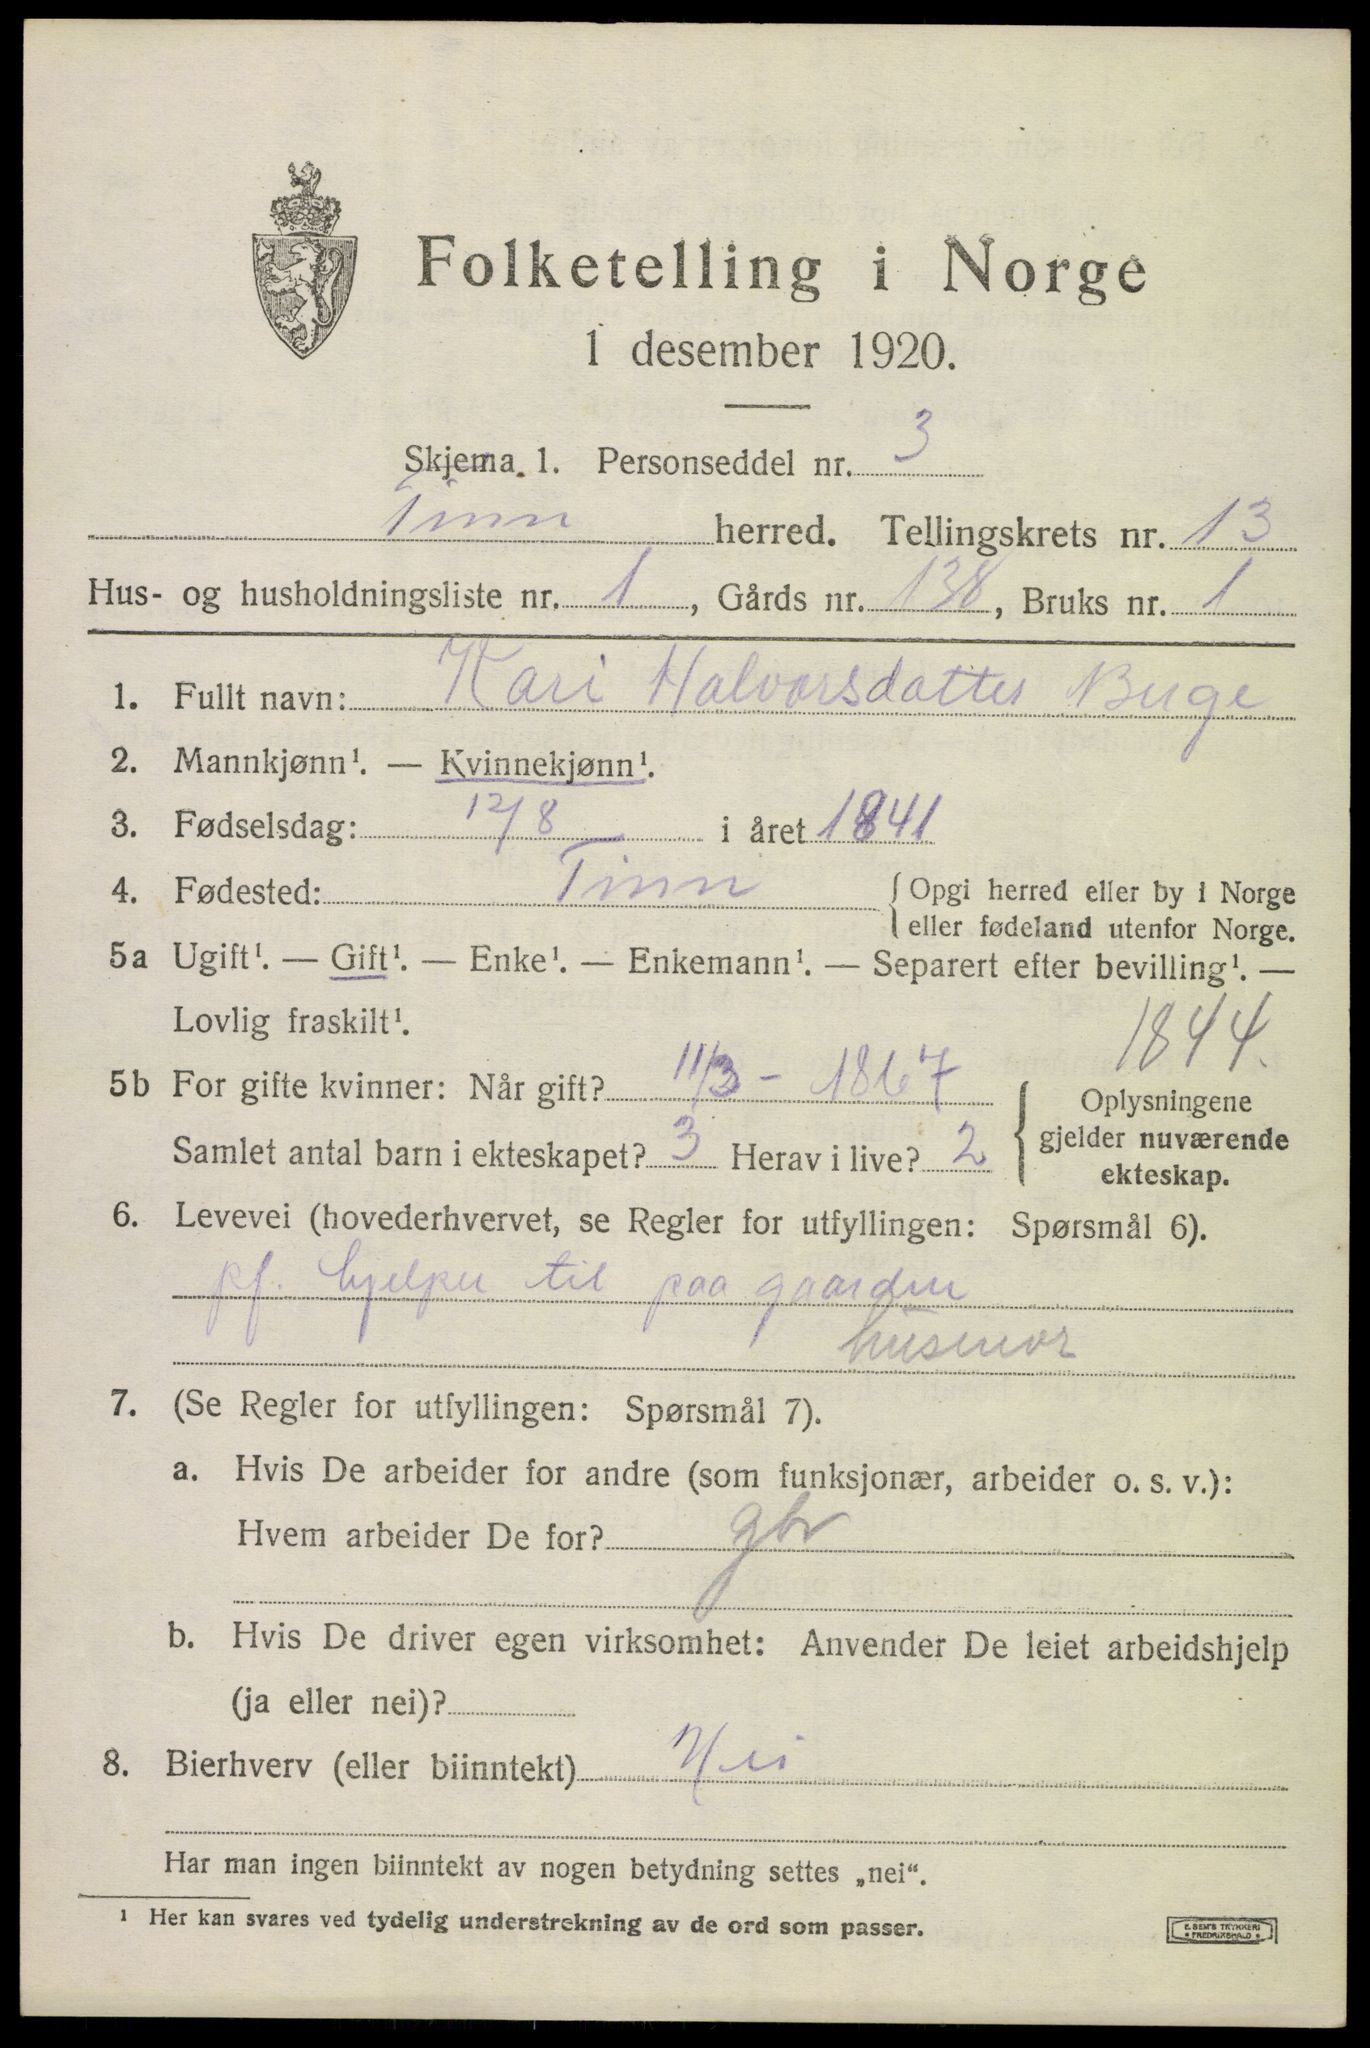 Folketelling i Norge
1 desember 1920.
Skjema 1. Personseddel nr. 3
Tinn herred. Tellingskrets nr. 13
Hus- og husholdningsliste nr. 1, Gårds nr. 138, Bruks nr. 1
1. Fullt navn: Kari Halvorsdatter Buge
2. Mannkjønn¹. — Kvinnekjønn¹.
3. Fødselsdag: 12/8 i året 1841
4. Fødested: Tinn { Opgi herred eller by i Norge
eller fødeland utenfor Norge.
5a Ugift¹. — Gift¹. — Enke¹. — Enkemann¹. — Separert efter bevilling¹. —
Lovlig fraskilt¹. 1844.
5b For gifte kvinner: Når gift? 11/3 - 1867
Samlet antal barn i ekteskapet? 3 Herav i live? 2
{ Oplysningene
gjelder nuværende
ekteskap.
6. Levevei (hovederhvervet, se Regler for utfyllingen: Spørsmål 6).
pf. hjelper til paa gaarden
husmor
7. (Se Regler for utfyllingen: Spørsmål 7).
a. Hvis De arbeider for andre (som funksjonær, arbeider o. s. v.):
Hvem arbeider De for? gbr
b. Hvis De driver egen virksomhet: Anvender De leiet arbeidshjelp
(ja eller nei)?
8. Bierhverv (eller biinntekt) Nei
Har man ingen biinntekt av nogen betydning settes „nei“.
¹ Her kan svares ved tydelig understrekning av de ord som passer.
E. SEM'S TRYKKERI
FREDRIKSHALD